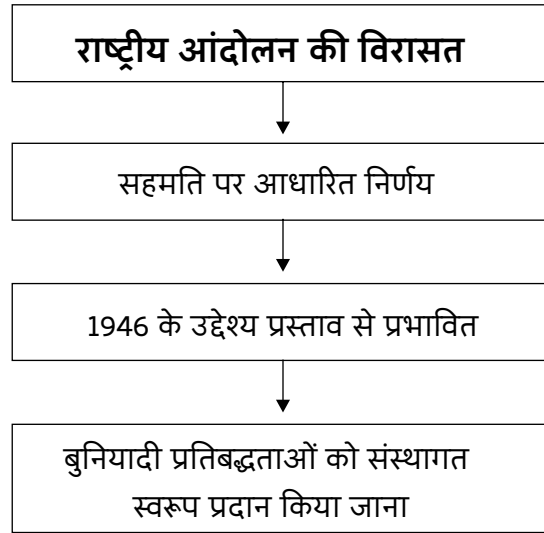 राष्ट्रीय आंदोलन की विरासत
सहमति पर आधारित निर्णय
1946 के उद्देश्य प्रस्ताव से प्रभावित
बुनियादी प्रतिबद्धताओं को संस्थागत
स्वरूप प्रदान किया जाना